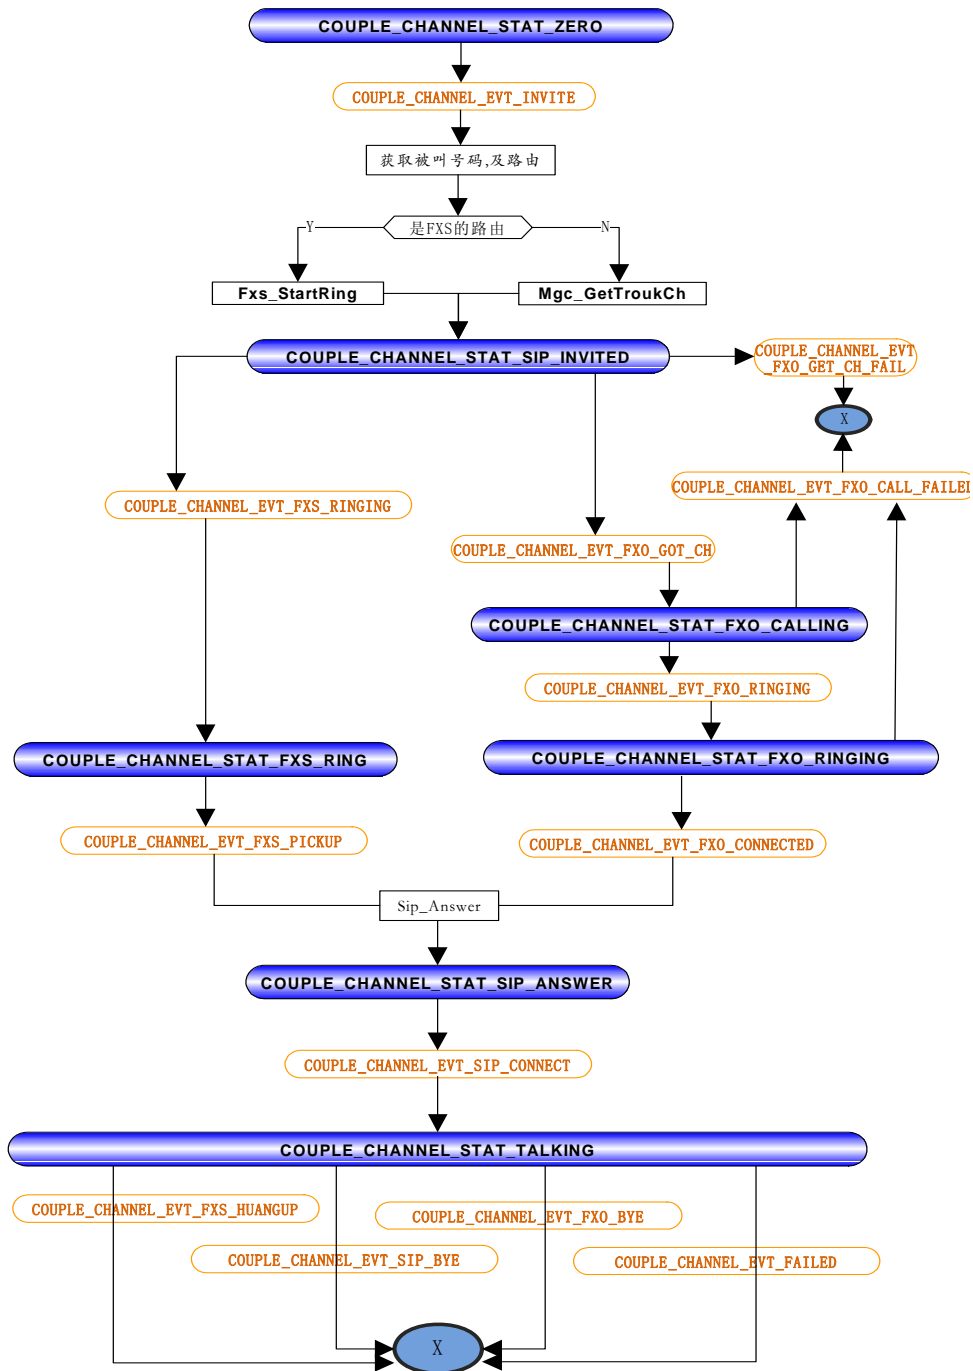 COUPLE_CHANNEL_STAT_ZERO
COUPLE_CHANNEL_EVT_INVITE
获取被叫号码,及路由
Y
是FXS的路由
N
Fxs_StartRing
Mgc_GetTroukCh
COUPLE_CHANNEL_STAT_SIP_INVITED
COUPLE_CHANNEL_EVT
_FXO_GET_CH_FAIL
X
COUPLE_CHANNEL_EVT_FXS_RINGING
COUPLE_CHANNEL_EVT_FXO_CALL_FAILED
COUPLE_CHANNEL_EVT_FXO_GOT_CH
COUPLE_CHANNEL_STAT_FXO_CALLING
COUPLE_CHANNEL_EVT_FXO_RINGING
COUPLE_CHANNEL_STAT_FXS_RING
COUPLE_CHANNEL_STAT_FXO_RINGING
COUPLE_CHANNEL_EVT_FXS_PICKUP
COUPLE_CHANNEL_EVT_FXO_CONNECTED
Sip_Answer
COUPLE_CHANNEL_STAT_SIP_ANSWER
COUPLE_CHANNEL_EVT_SIP_CONNECT
COUPLE_CHANNEL_STAT_TALKING
COUPLE_CHANNEL_EVT_FXS_HUANGUP
COUPLE_CHANNEL_EVT_FXO_BYE
COUPLE_CHANNEL_EVT_SIP_BYE
COUPLE_CHANNEL_EVT_FAILED
X